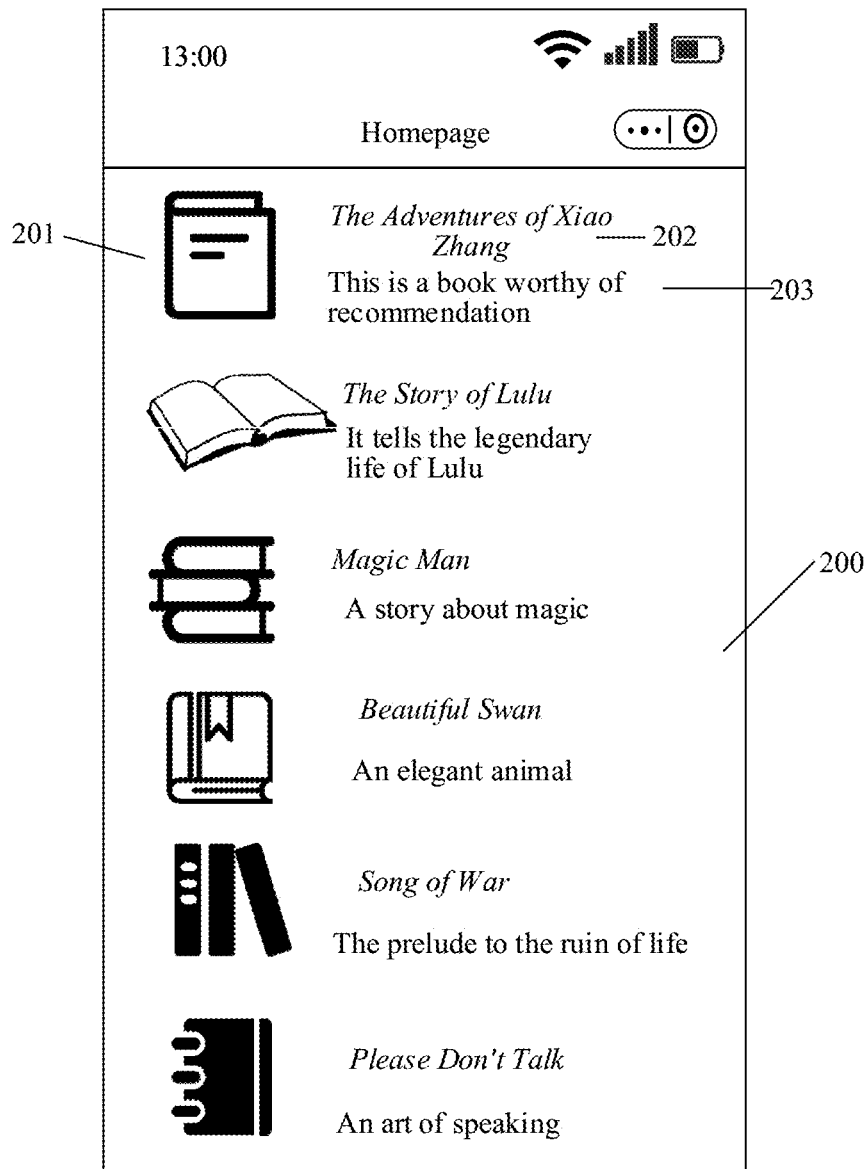 13:00
Homepage
The Adventures of Xiao
Zhang
201
202
This is a book worthy of
recommendation
203
The Story of Lulu
It tells the legendary
life of Lulu
Magic Man
200
A story about magic
Beautiful Swan
An elegant animal
Song of War
The prelude to the ruin of life
Please Don't Talk
An art of speaking